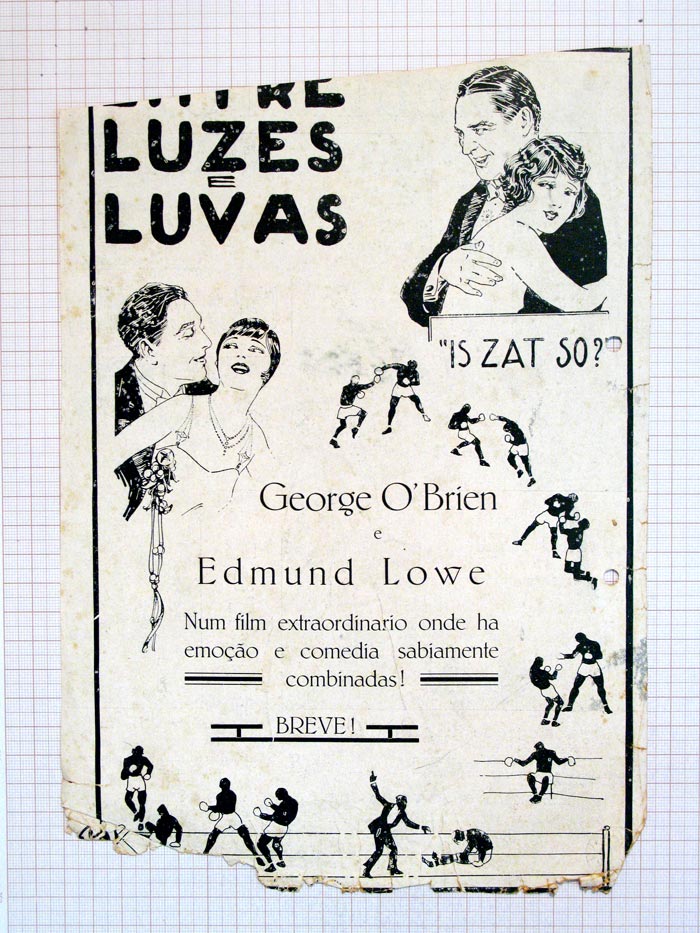 ENTRE
LUZES
E
LUVAS
"IS ZAT SO?"
George O'Brien
e
Edmund Lowe
Num film extraordinario onde ha
emoção e comedia sabiamente
combinadas!
BREVE!